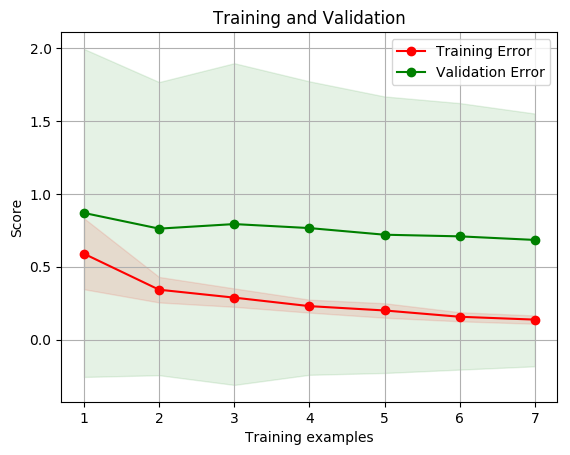 Training and Validation
Training Error
Validation Error
2.0
1.5
1.0
0.5
0.0
Score
1 2 3 4 5 6 7
Training examples